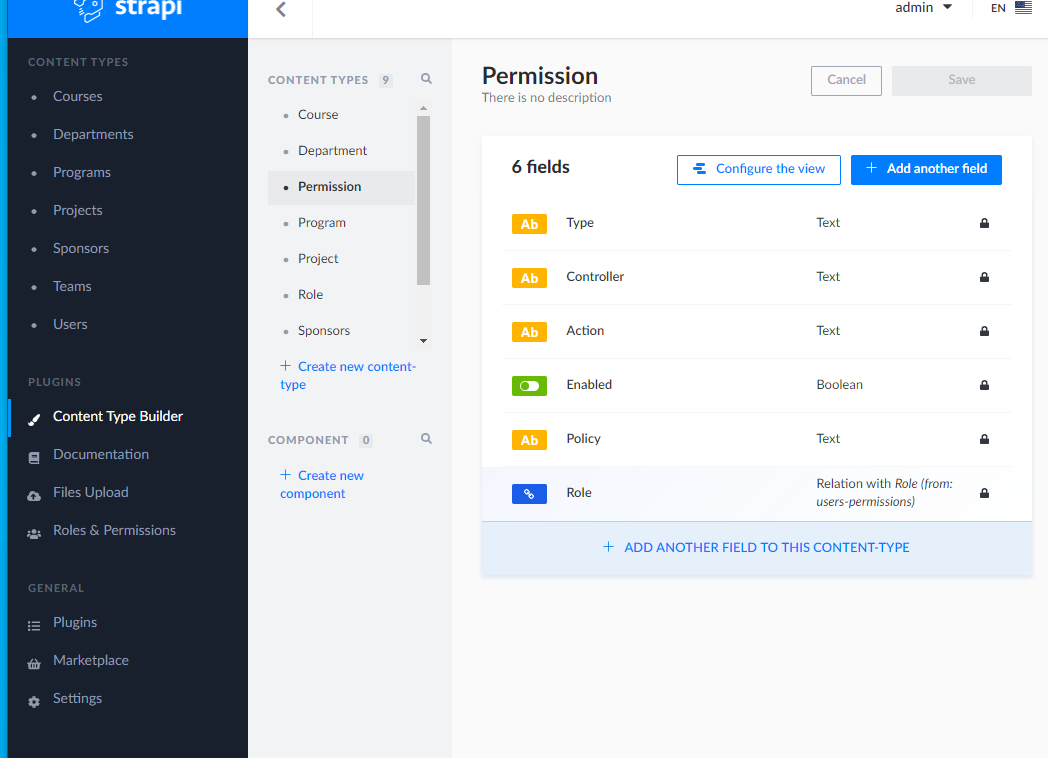 strapi
admin
EN
CONTENT TYPES
Courses
Departments
Programs
Projects
Sponsors
Teams
Users
PLUGINS
Content Type Builder
Documentation
Files Upload
Roles & Permissions
GENERAL
Plugins
Marketplace
Settings
CONTENT TYPES 9
Course
Department
Permission
Program
Project
Role
Sponsors
+ Create new content-
type
COMPONENT 0
+ Create new
component
Permission
There is no description
Cancel
Save
6 fields
Configure the view
+ Add another field
Ab Type Text
Ab Controller Text
Ab Action Text
Enabled Boolean
Ab Policy Text
Role Relation with Role (from:
users-permissions)
+ ADD ANOTHER FIELD TO THIS CONTENT-TYPE